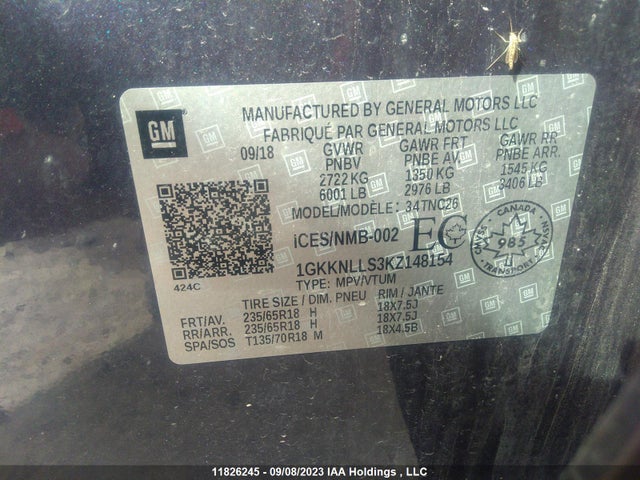 GM
MANUFACTURED BY GENERAL MOTORS LLC
FABRIQUÉ PAR GENERAL MOTORS LLC
09/18 GVWR GAWR FRT GAWR RR
PNBV PNBE AV. PNBE ARR.
2722 KG 1350 KG 1545 KG
6001 LB 2976 LB 3406 LB
MODEL/MODÈLE: 34TNC26
iCES/NMB-002 EC
CANADA
985
TRANSPORT
1GKKNLLS3KZ148154
424C
TYPE: MPV/VTUM
TIRE SIZE / DIM. PNEU RIM / JANTE
FRT/AV. 235/65R18 H 18X7.5J
RR/ARR. 235/65R18 H 18X7.5J
SPA/SOS T135/70R18 M 18X4.5B
11826245 - 09/08/2023 IAA Holdings , LLC